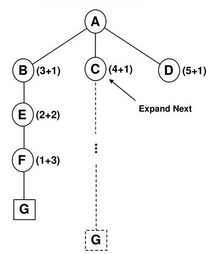 A
B (3+1)
C (4+1)
D (5+1)
Expand Next
E (2+2)
F (1+3)
G
G